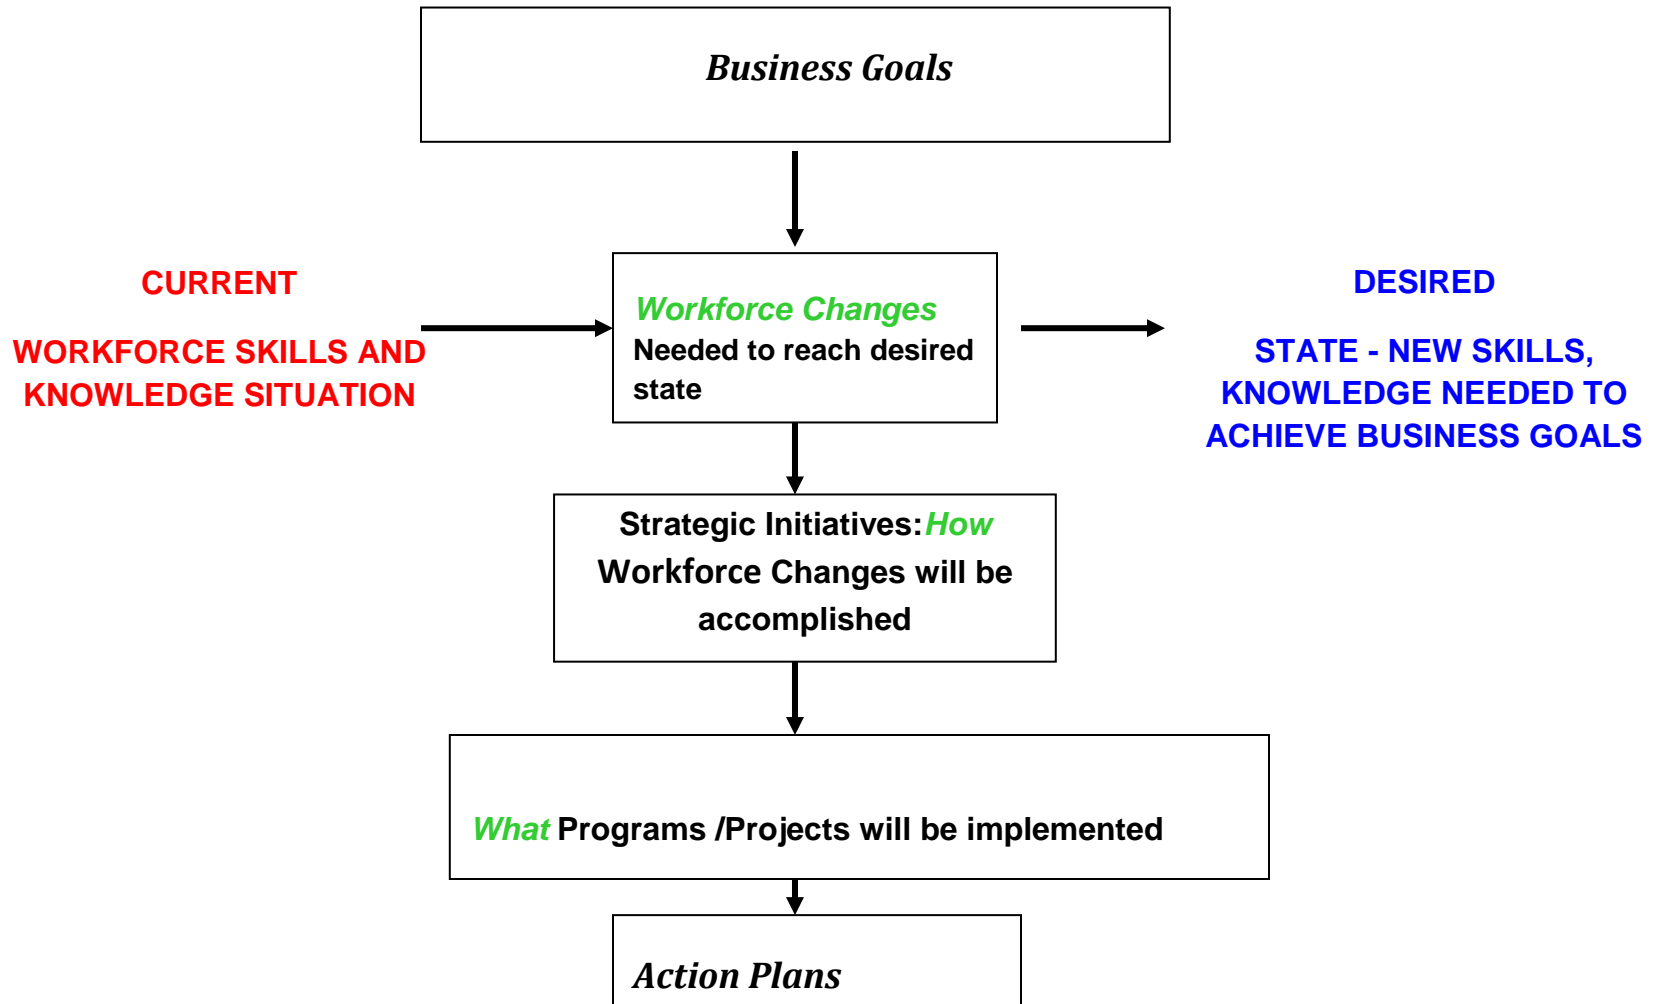 Business Goals
CURRENT
WORKFORCE SKILLS AND
KNOWLEDGE SITUATION
Workforce Changes
Needed to reach desired
state
DESIRED
STATE - NEW SKILLS,
KNOWLEDGE NEEDED TO
ACHIEVE BUSINESS GOALS
Strategic Initiatives:How
Workforce Changes will be
accomplished
What Programs /Projects will be implemented
Action Plans